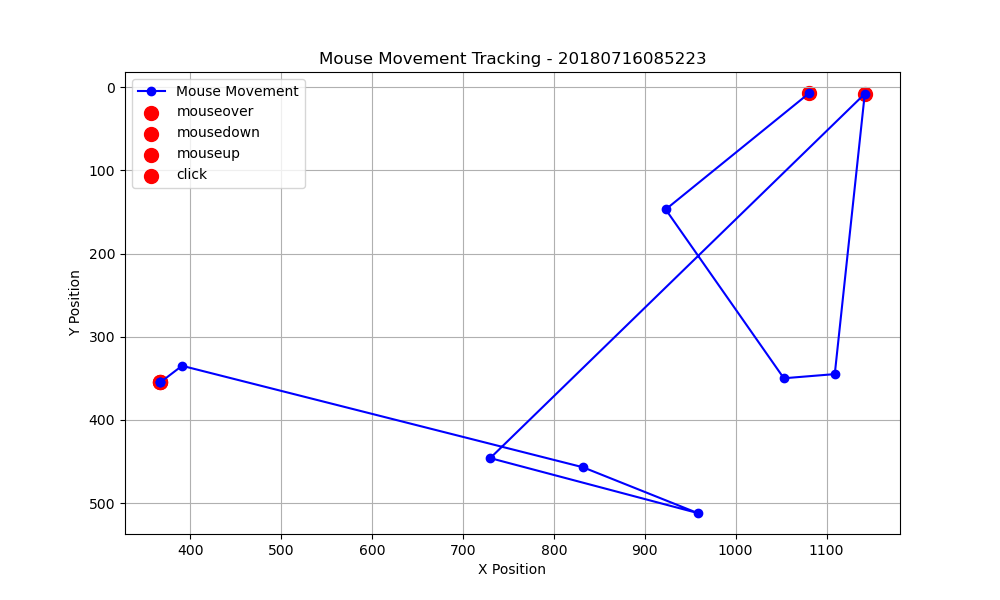 Mouse Movement Tracking - 20180716085223
Mouse Movement
mouseover
mousedown
mouseup
click
0
100
200
300
400
500
Y Position
400 500 600 700 800 900 1000 1100
X Position